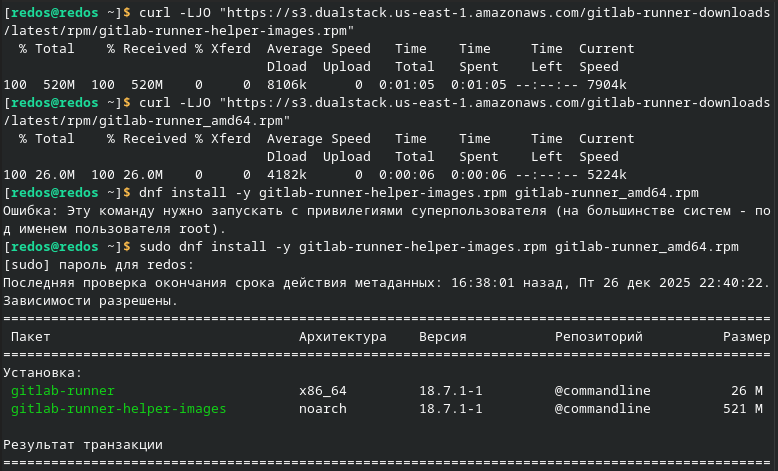 [redos@redos ~]$ curl -LJO "https://s3.dualstack.us-east-1.amazonaws.com/gitlab-runner-downloads
/latest/rpm/gitlab-runner-helper-images.rpm"
  % Total    % Received % Xferd  Average Speed   Time    Time     Time  Current
                                 Dload  Upload   Total   Spent    Left  Speed
100  520M  100  520M    0     0  8106k      0  0:01:05  0:01:05 --:--:-- 7904k
[redos@redos ~]$ curl -LJO "https://s3.dualstack.us-east-1.amazonaws.com/gitlab-runner-downloads
/latest/rpm/gitlab-runner_amd64.rpm"
  % Total    % Received % Xferd  Average Speed   Time    Time     Time  Current
                                 Dload  Upload   Total   Spent    Left  Speed
100 26.0M  100 26.0M    0     0  4182k      0  0:00:06  0:00:06 --:--:-- 5224k
[redos@redos ~]$ dnf install -y gitlab-runner-helper-images.rpm gitlab-runner_amd64.rpm
Ошибка: Эту команду нужно запускать с привилегиями суперпользователя (на большинстве систем - по
д именем пользователя root).
[redos@redos ~]$ sudo dnf install -y gitlab-runner-helper-images.rpm gitlab-runner_amd64.rpm
[sudo] пароль для redos:
Последняя проверка окончания срока действия метаданных: 16:38:01 назад, Пт 26 дек 2025 22:40:22.
Зависимости разрешены.
================================================================================================
 Пакет                               Архитектура    Версия           Репозиторий          Размер
================================================================================================
Установка:
 gitlab-runner                       x86_64         18.7.1-1         @commandline          26 M
 gitlab-runner-helper-images         noarch         18.7.1-1         @commandline         521 M

Результат транзакции
================================================================================================